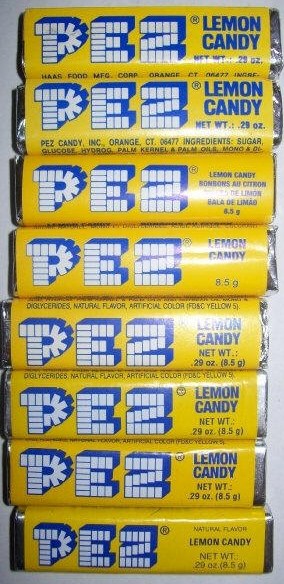 PEZ® LEMON
CANDY
NET WT.: .29 oz.
HAAS FOOD MFG. CORP. ORANGE, CT. 06477 INGRE-
PEZ® LEMON
CANDY
NET WT.: .29 oz.
PEZ CANDY, INC., ORANGE, CT. 06477 INGREDIENTS: SUGAR,
GLUCOSE, HYDROG. PALM KERNEL & PALM OILS, MONO & DI-
PEZ® LEMON CANDY
BONBONS AU CITRON
DE LIMON
BALA DE LIMÃO
8.5 g
PEZ® LEMON
CANDY
8.5 g
DIGLYCERIDES, NATURAL FLAVOR, ARTIFICIAL COLOR (FD&C YELLOW 5).
PEZ® LEMON
CANDY
NET WT.:
.29 oz. (8.5 g)
DIGLYCERIDES, NATURAL FLAVOR, ARTIFICIAL COLOR (FD&C YELLOW 5).
PEZ® LEMON
CANDY
NET WT.:
.29 oz. (8.5 g)
NATURAL FLAVOR, ARTIFICIAL COLOR (FD&C YELLOW 5).
PEZ® LEMON
CANDY
NET WT.:
.29 oz. (8.5 g)
PEZ® NATURAL FLAVOR
LEMON CANDY
NET WT.:
.29 oz. (8.5 g)